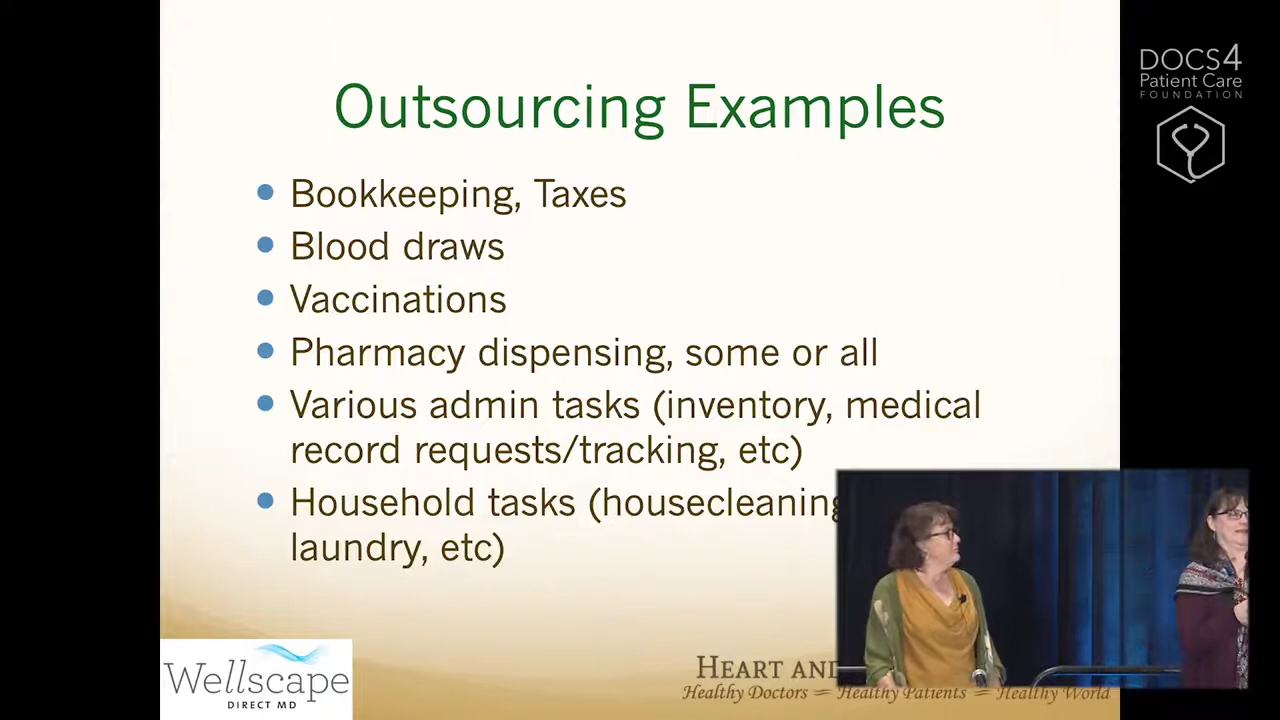 Outsourcing Examples
Bookkeeping, Taxes
Blood draws
Vaccinations
Pharmacy dispensing, some or all
Various admin tasks (inventory, medical
record requests/tracking, etc)
Household tasks (housecleaning
laundry, etc)
Wellscape
DIRECT MD
HEART AND
Healthy Doctors = Healthy Patients = Healthy World
DOCS4
Patient Care
FOUNDATION